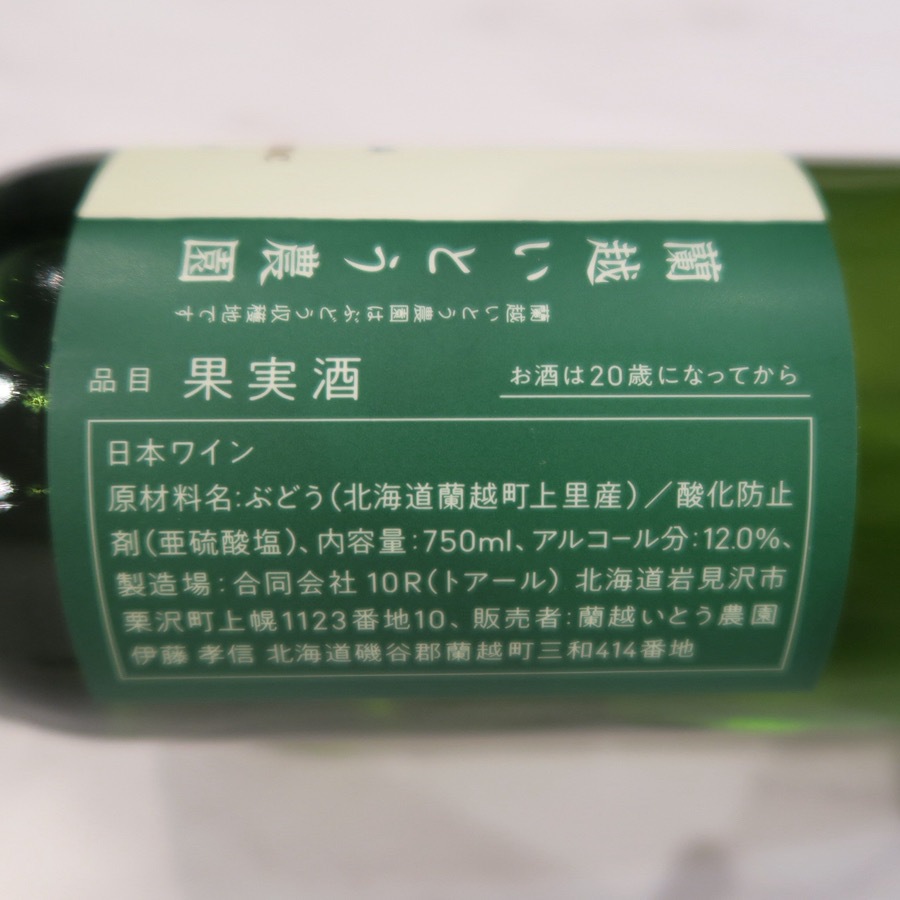 蘭越いとう農園
蘭越いとう農園はぶどう収穫地です
品目 果実酒
お酒は20歳になってから
日本ワイン
原材料名:ぶどう(北海道蘭越町上里産)/酸化防止
剤(亜硫酸塩)、内容量:750ml、アルコール分:12.0%、
製造場:合同会社 10R(トアール) 北海道岩見沢市
栗沢町上幌1123番地10、販売者:蘭越いとう農園
伊藤 孝信 北海道磯谷郡蘭越町三和414番地